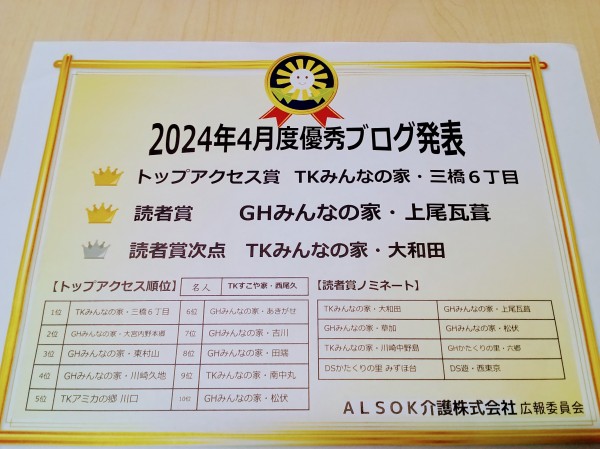 2024年4月度優秀ブログ発表
トップアクセス賞 TKみんなの家・三橋6丁目
読者賞 GHみんなの家・上尾瓦葺
読者賞次点 TKみんなの家・大和田
【トップアクセス順位】 名人 TKすこや家・西尾久
1位 TKみんなの家・三橋6丁目 6位 GHみんなの家・あきがせ
2位 GHみんなの家・大宮内野本郷 7位 GHみんなの家・吉川
3位 GHみんなの家・東村山 8位 GHみんなの家・田端
4位 GHみんなの家・川崎久地 9位 TKみんなの家・南中丸
5位 TKアミカの郷 川口 10位 GHみんなの家・松伏
【読者賞ノミネート】
TKみんなの家・大和田 GHみんなの家・上尾瓦葺
GHみんなの家・草加 GHみんなの家・松伏
TKみんなの家・川崎中野島 GHかたくりの里・六郷
DSかたくりの里 みずほ台 DS遊・西東京
ALSOK介護株式会社 広報委員会